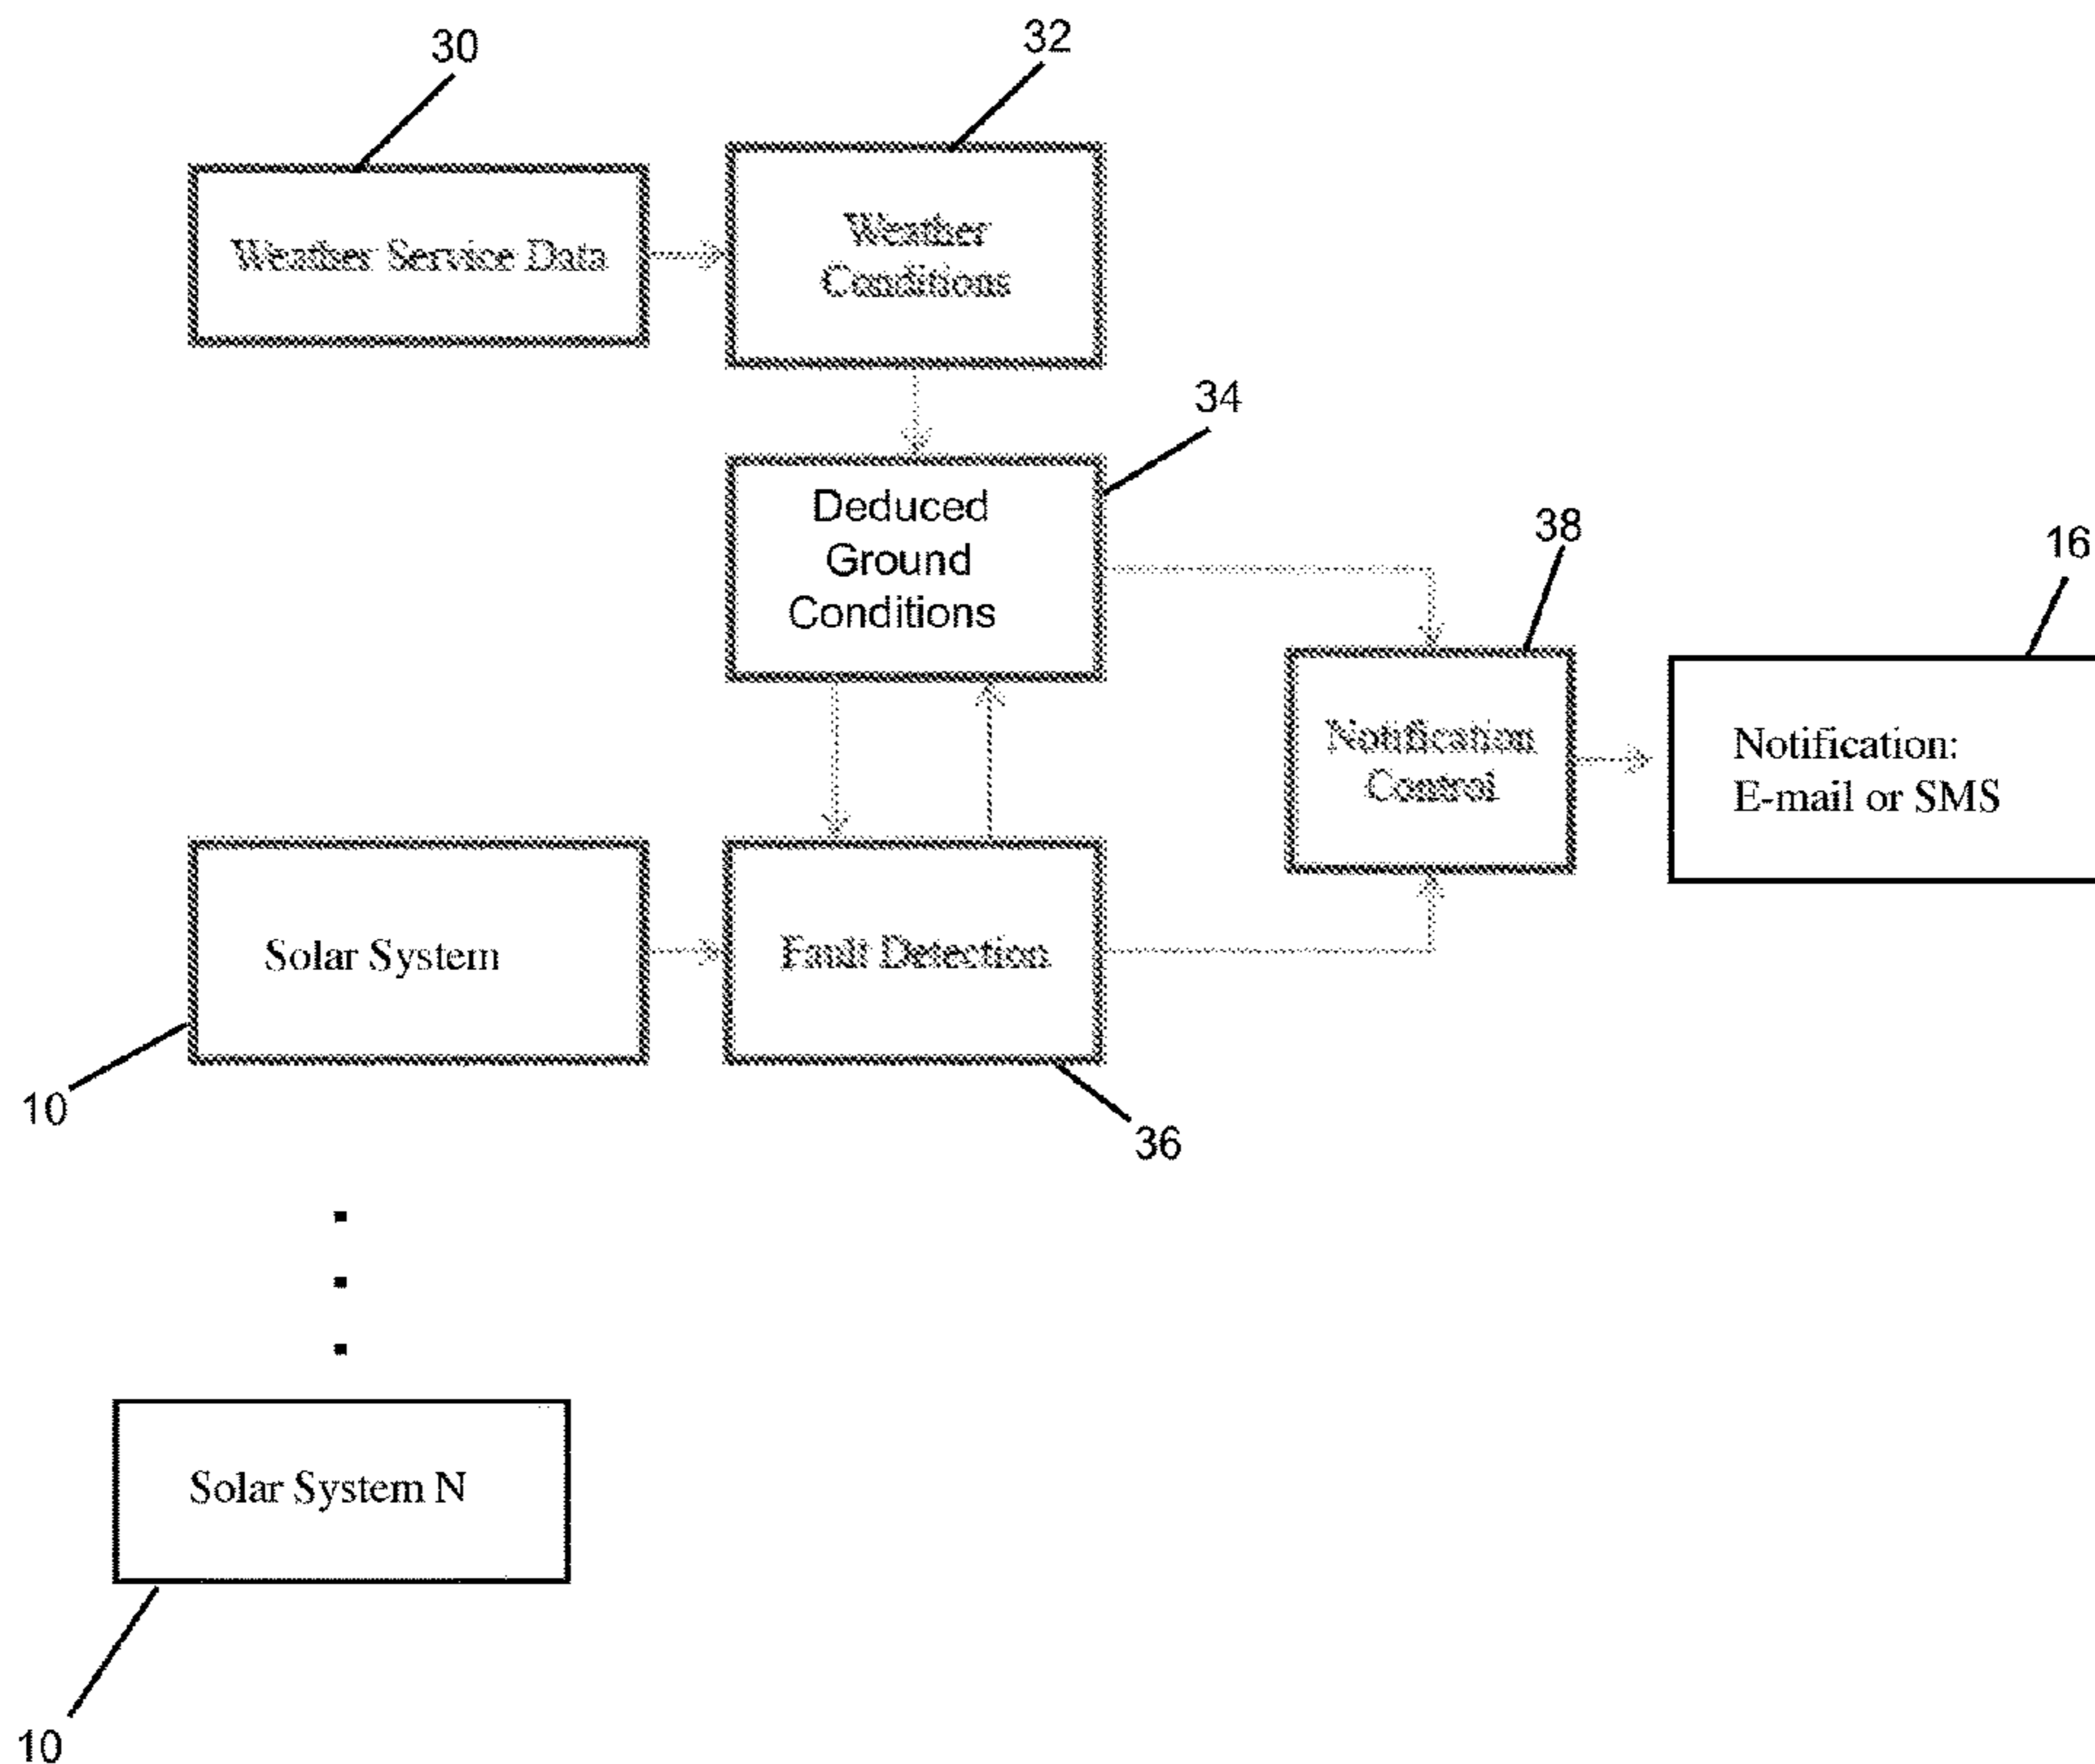 30
32
Weather Service Data
Weather
Conditions
34
Deduced
Ground
Conditions
38
16
Notification
Control
Notification:
E-mail or SMS
Solar System
Fault Detection
10
36
Solar System N
10